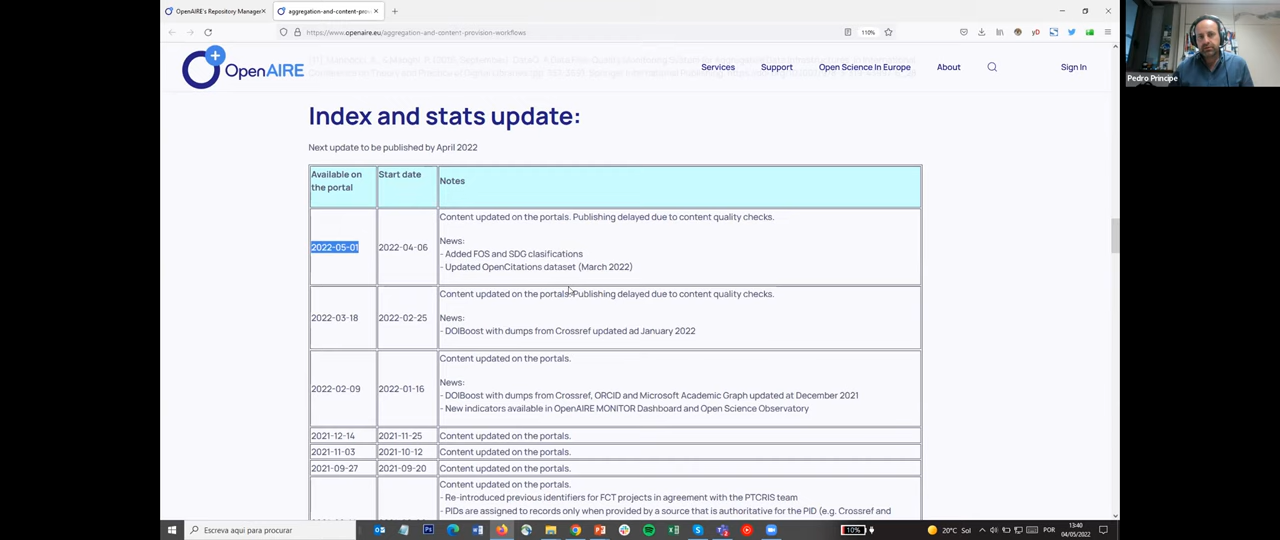 OpenAIRE's Repository Manager
aggregation-and-content-prov
https://www.openaire.eu/aggregation-and-content-provision-workflows
110%
OpenAIRE
Services
Support
Open Science In Europe
About
Sign In
Pedro Príncipe
Index and stats update:
Next update to be published by April 2022
Available on
the portal
Start date
Notes
2022-05-01
2022-04-06
Content updated on the portals. Publishing delayed due to content quality checks.
News:
- Added FOS and SDG clasifications
- Updated OpenCitations dataset (March 2022)
2022-03-18
2022-02-25
Content updated on the portals. Publishing delayed due to content quality checks.
News:
- DOIBoost with dumps from Crossref updated ad January 2022
2022-02-09
2022-01-16
Content updated on the portals.
News:
- DOIBoost with dumps from Crossref, ORCID and Microsoft Academic Graph updated at December 2021
- New indicators available in OpenAIRE MONITOR Dashboard and Open Science Observatory
2021-12-14
2021-11-25
Content updated on the portals.
2021-11-03
2021-10-12
Content updated on the portals.
2021-09-27
2021-09-20
Content updated on the portals.
Content updated on the portals.
- Re-introduced previous identifiers for FCT projects in agreement with the PTCRIS team
- PIDs are assigned to records only when provided by a source that is authoritative for the PID (e.g. Crossref and
Escreva aqui para procurar
10%
20°C Sol
POR
13:40
04/05/2022